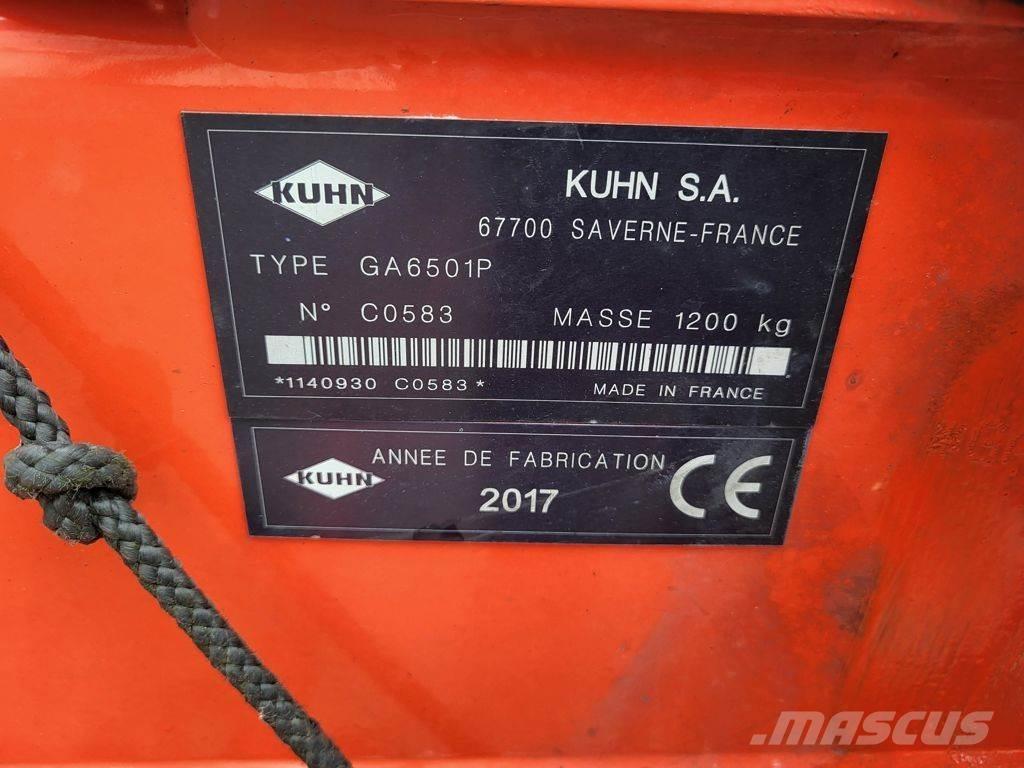 KUHN
KUHN S.A.
67700 SAVERNE-FRANCE
TYPE GA6501P
N° C0583 MASSE 1200 kg
*1140930 C0583* MADE IN FRANCE
KUHN
ANNEE DE FABRICATION
2017
CE
MASCUS